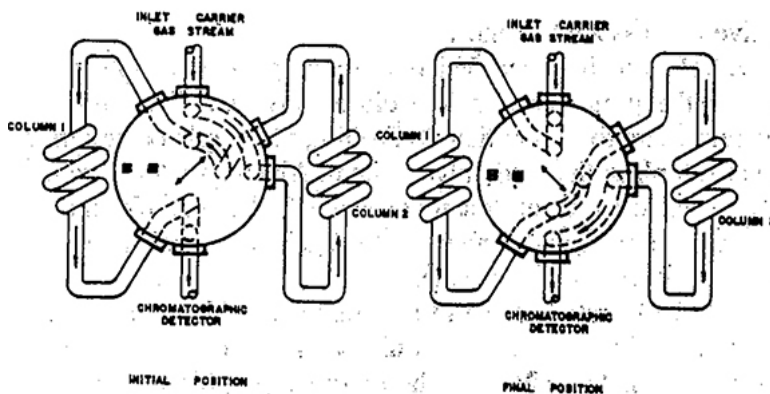 INLET CARRIER
GAS STREAM
COLUMN 1
COLUMN 2
CHROMATOGRAPHIC
DETECTOR
INITIAL POSITION
INLET CARRIER
GAS STREAM
COLUMN 1
COLUMN
CHROMATOGRAPHIC
DETECTOR
FINAL POSITION